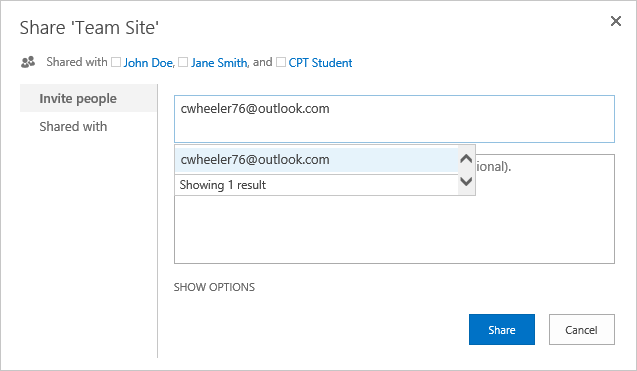 Share 'Team Site'
Shared with John Doe, Jane Smith, and CPT Student
Invite people
Shared with
cwheeler76@outlook.com
cwheeler76@outlook.com
ional).
Showing 1 result
SHOW OPTIONS
Share
Cancel